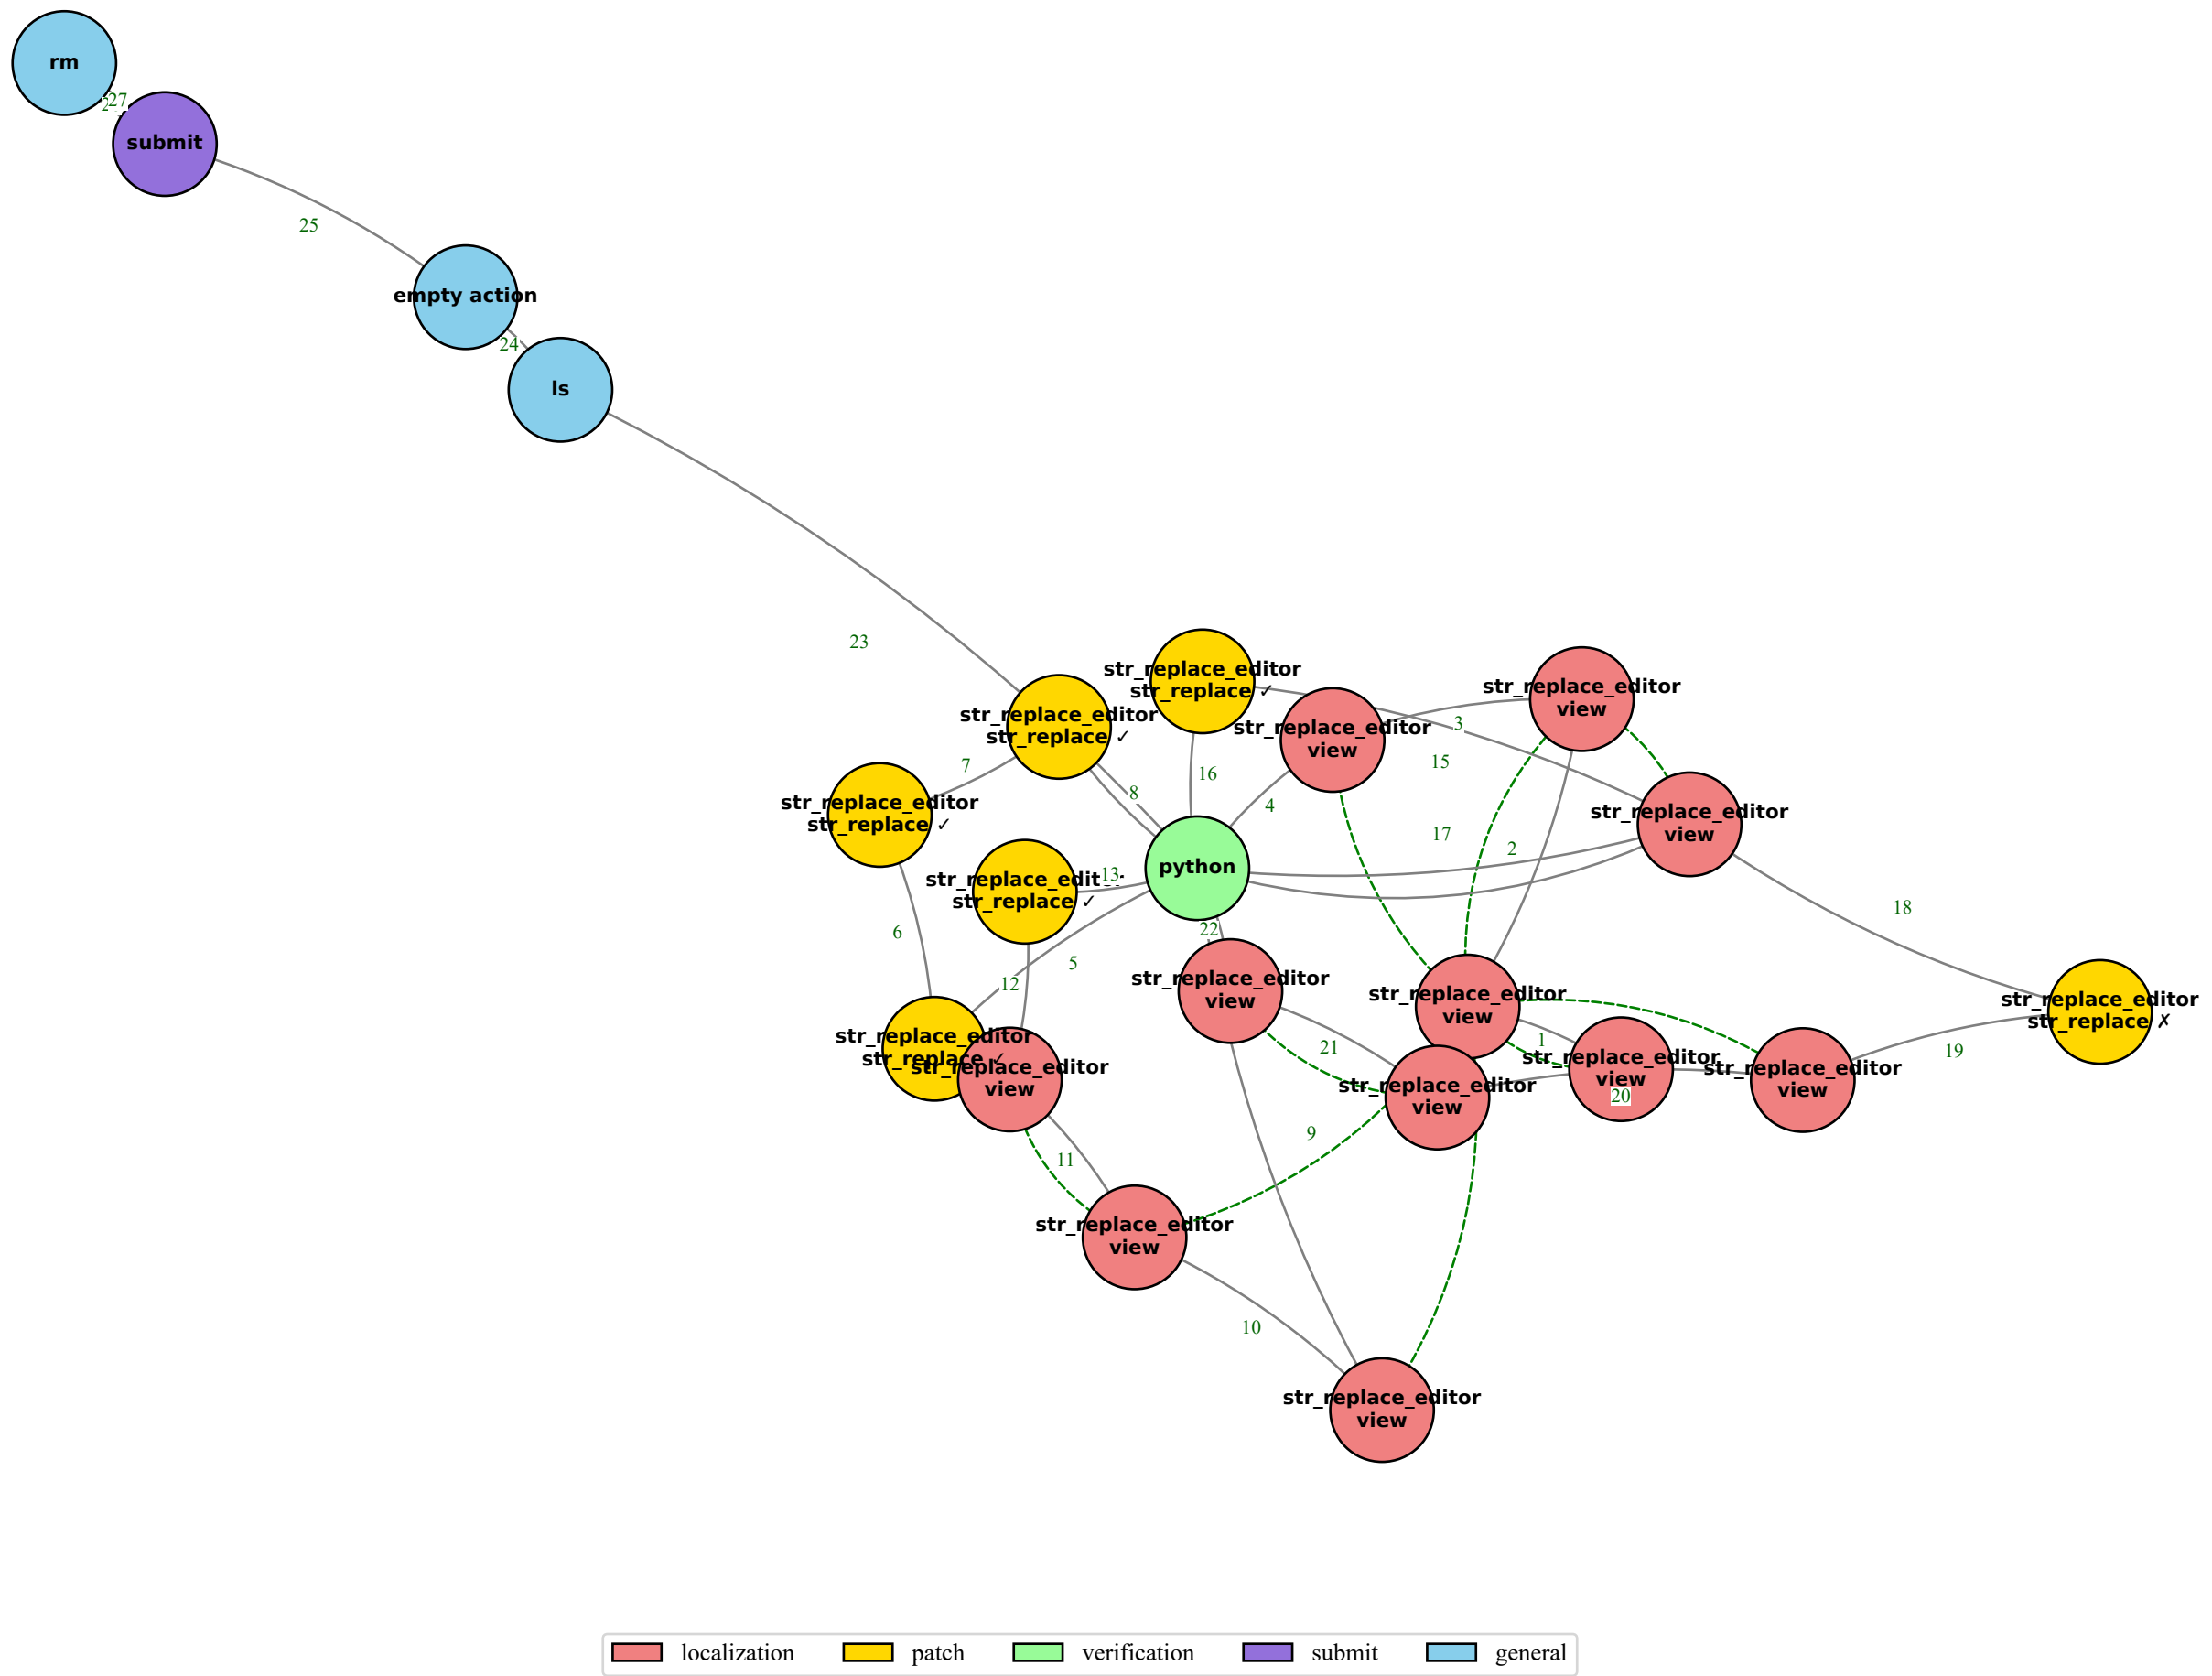 rm
2
27
submit
25
empty action
24
ls
23
str_replace_editor
str_replace ✓
str_replace_editor
view
str_replace_editor
str_replace ✓
3
str_replace_editor
view
15
7
16
8
4
str_replace_editor
str_replace ✓
str_replace_editor
view
17
2
python
13
str_replace_editor
str_replace ✓
18
6
22
5
12
str_replace_editor
view
str_replace_editor
view
str_replace_editor
str_replace ✗
str_replace_editor
str_replace ✓
21
1
19
str_replace_editor
view
str_replace_editor
view
str_replace_editor
view
str_replace_editor
view
20
9
11
str_replace_editor
view
10
str_replace_editor
view
localization
patch
verification
submit
general